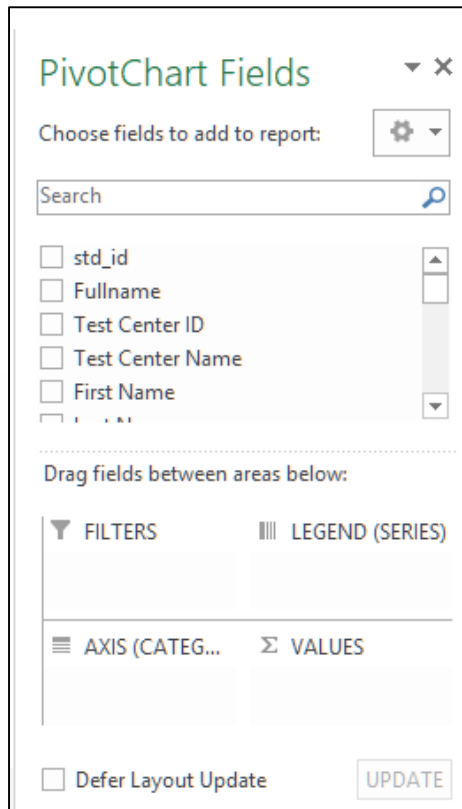 PivotChart Fields
Choose fields to add to report:
Search
std_id
Fullname
Test Center ID
Test Center Name
First Name
Drag fields between areas below:
FILTERS
LEGEND (SERIES)
AXIS (CATEG...
Σ VALUES
Defer Layout Update
UPDATE